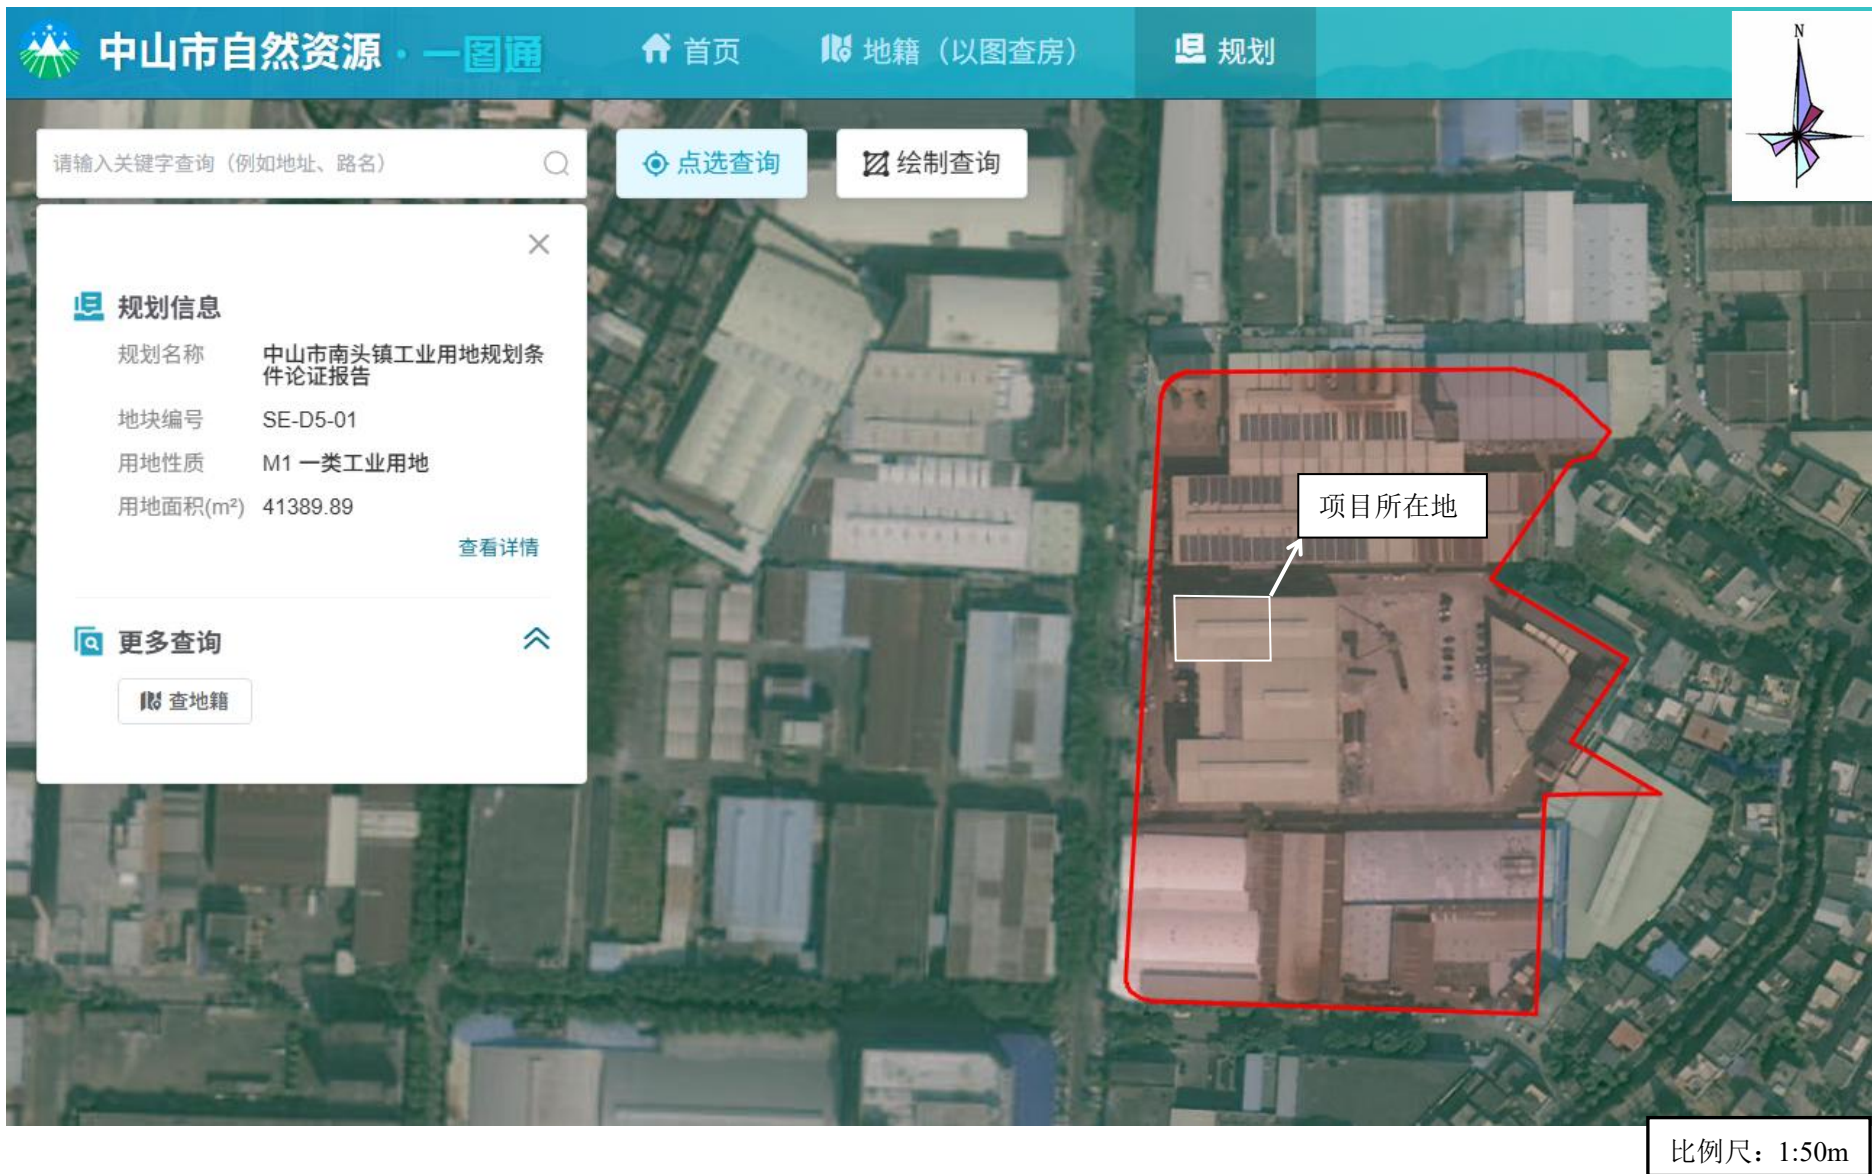 中山市自然资源·一图通
首页
地籍（以图查房）
规划
N
请输入关键字查询（例如地址、路名）
点选查询
绘制查询
规划信息
规划名称 中山市南头镇工业用地规划条
件论证报告
地块编号 SE-D5-01
用地性质 M1 一类工业用地
用地面积(m²) 41389.89
查看详情
更多查询
查地籍
项目所在地
比例尺：1:50m